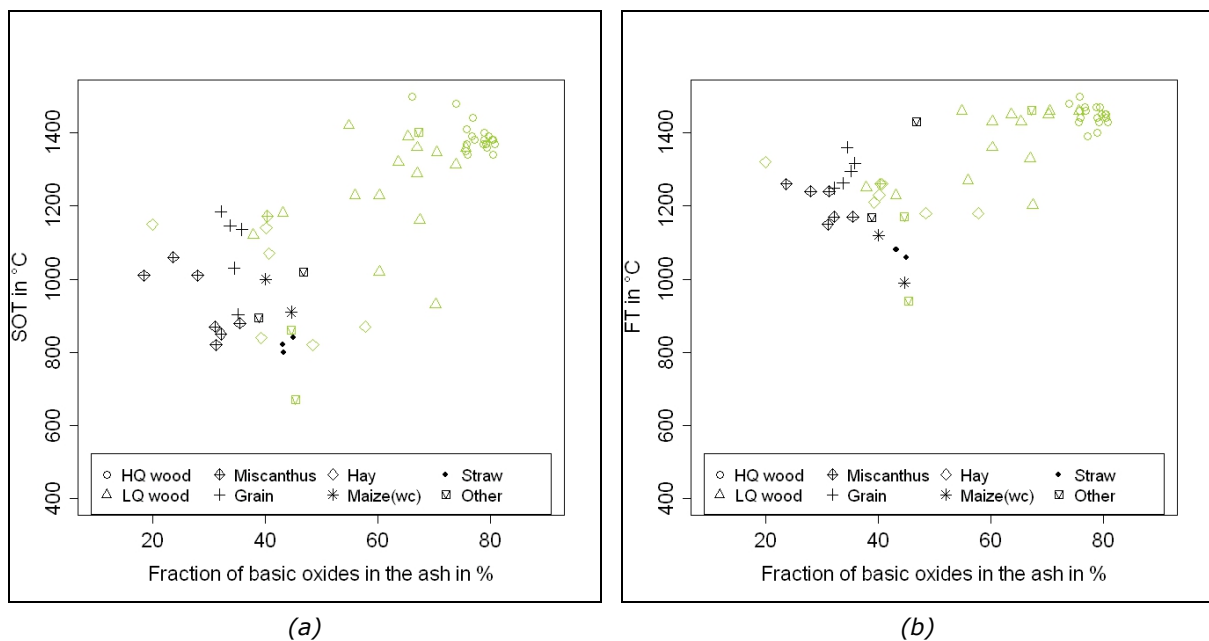 SOT in °C
1400
1200
1000
800
600
400
HQ wood Miscanthus Hay Straw
LQ wood Grain Maize(wc) Other
20 40 60 80
Fraction of basic oxides in the ash in %
(a)
FT in °C
1400
1200
1000
800
600
400
HQ wood Miscanthus Hay Straw
LQ wood Grain Maize(wc) Other
20 40 60 80
Fraction of basic oxides in the ash in %
(b)